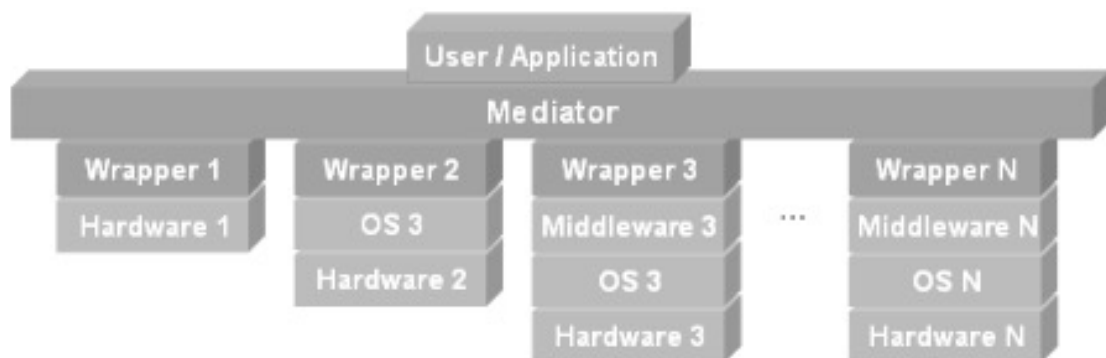 User / Application
Mediator
Wrapper 1 Wrapper 2 Wrapper 3 Wrapper N
Hardware 1 OS 3 Middleware 3 ... Middleware N
Hardware 2 OS 3 OS N
Hardware 3 Hardware N